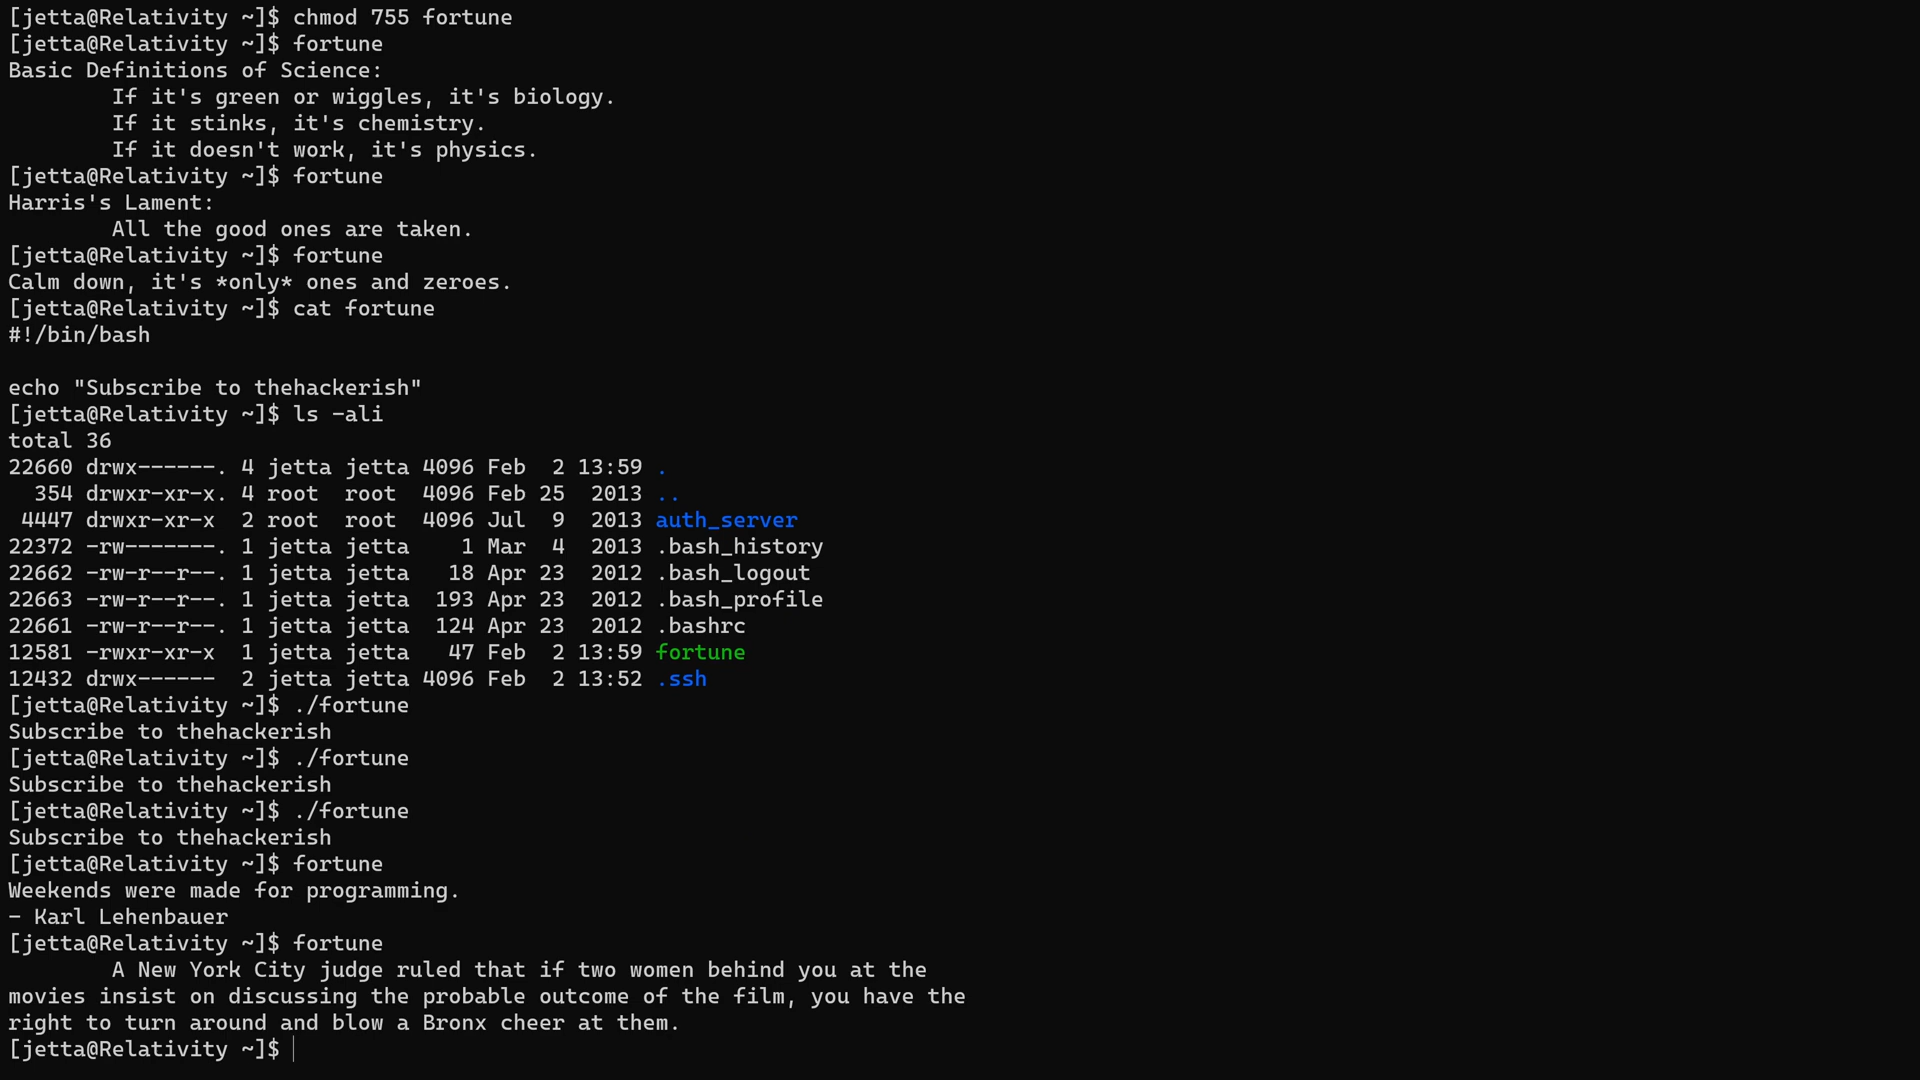 [jetta@Relativity ~]$ chmod 755 fortune
[jetta@Relativity ~]$ fortune
Basic Definitions of Science:
        If it's green or wiggles, it's biology.
        If it stinks, it's chemistry.
        If it doesn't work, it's physics.
[jetta@Relativity ~]$ fortune
Harris's Lament:
        All the good ones are taken.
[jetta@Relativity ~]$ fortune
Calm down, it's *only* ones and zeroes.
[jetta@Relativity ~]$ cat fortune
#!/bin/bash

echo "Subscribe to thehackerish"
[jetta@Relativity ~]$ ls -ali
total 36
22660 drwx------. 4 jetta jetta 4096 Feb  2 13:59 .
  354 drwxr-xr-x. 4 root  root  4096 Feb 25  2013 ..
 4447 drwxr-xr-x  2 root  root  4096 Jul  9  2013 auth_server
22372 -rw-------. 1 jetta jetta    1 Mar  4  2013 .bash_history
22662 -rw-r--r--. 1 jetta jetta   18 Apr 23  2012 .bash_logout
22663 -rw-r--r--. 1 jetta jetta  193 Apr 23  2012 .bash_profile
22661 -rw-r--r--. 1 jetta jetta  124 Apr 23  2012 .bashrc
12581 -rwxr-xr-x  1 jetta jetta   47 Feb  2 13:59 fortune
12432 drwx------  2 jetta jetta 4096 Feb  2 13:52 .ssh
[jetta@Relativity ~]$ ./fortune
Subscribe to thehackerish
[jetta@Relativity ~]$ ./fortune
Subscribe to thehackerish
[jetta@Relativity ~]$ ./fortune
Subscribe to thehackerish
[jetta@Relativity ~]$ fortune
Weekends were made for programming.
- Karl Lehenbauer
[jetta@Relativity ~]$ fortune
        A New York City judge ruled that if two women behind you at the
movies insist on discussing the probable outcome of the film, you have the
right to turn around and blow a Bronx cheer at them.
[jetta@Relativity ~]$